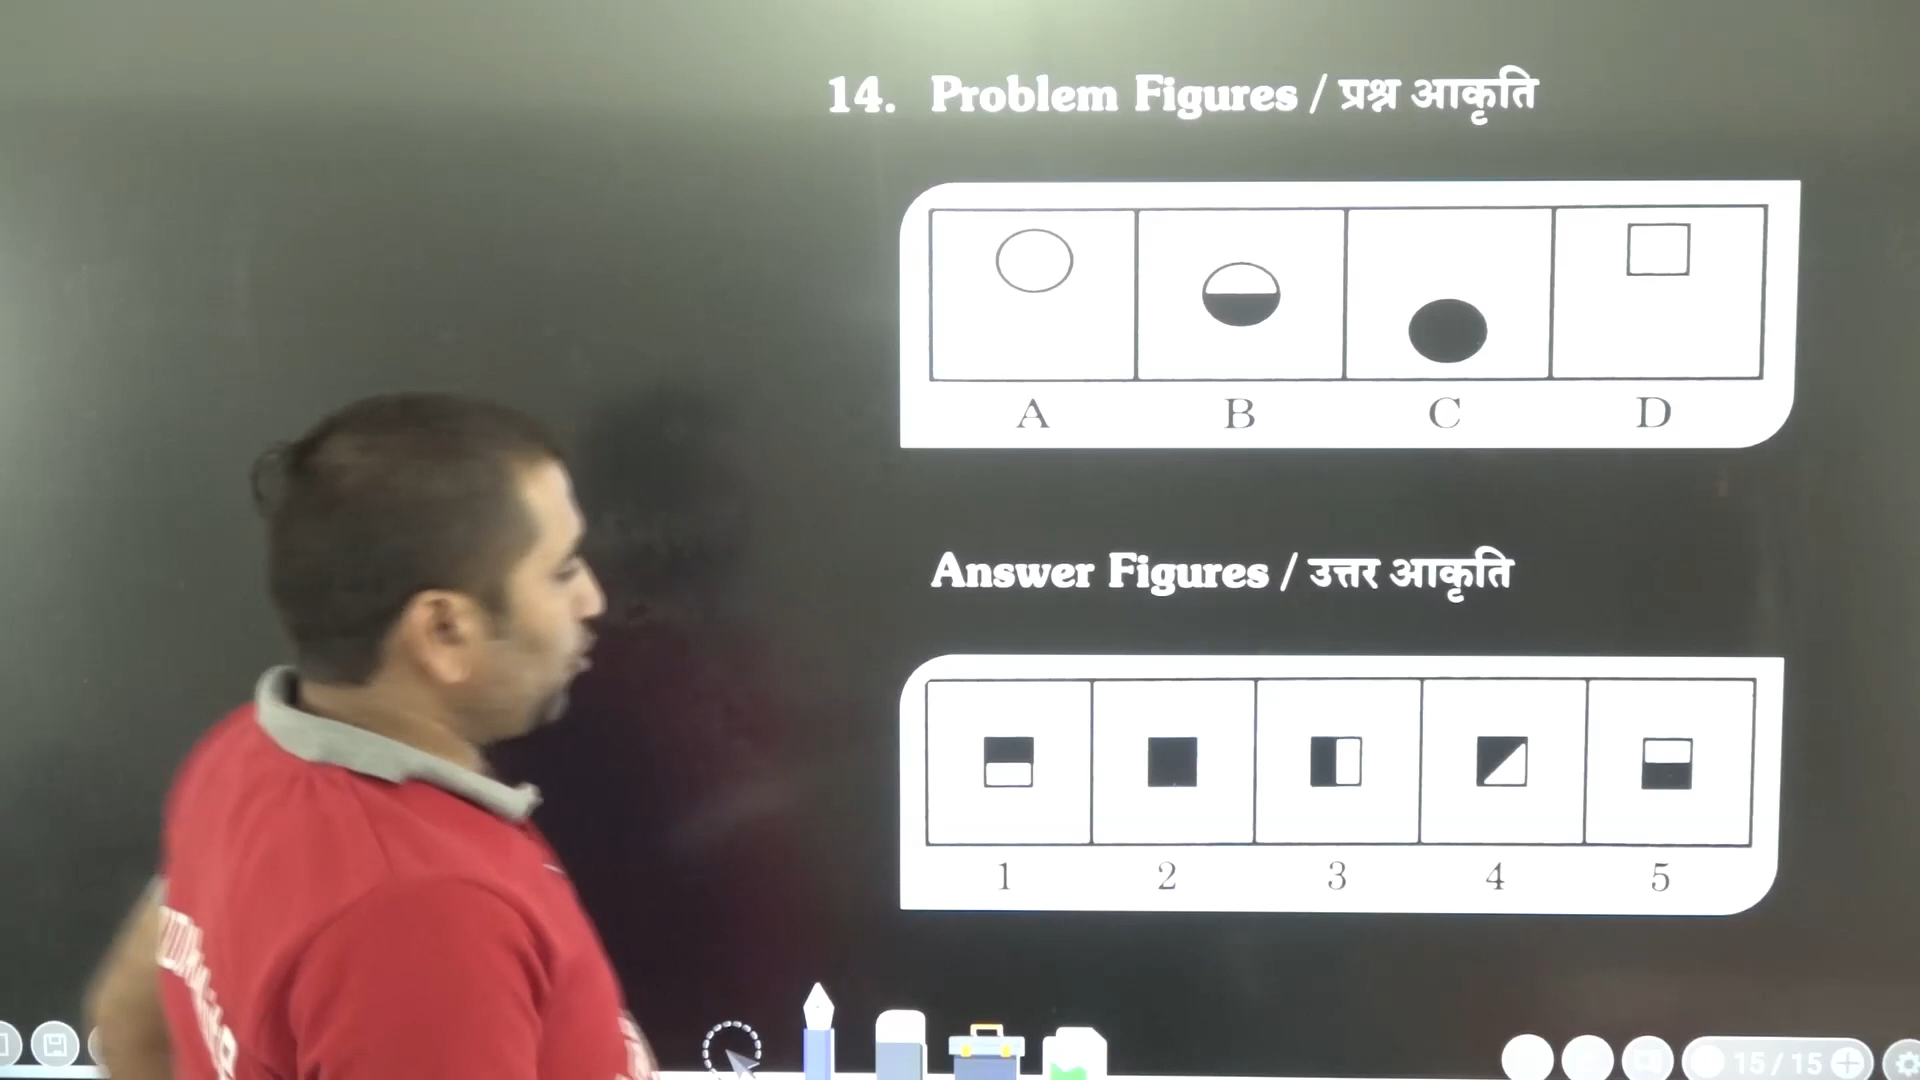 14. Problem Figures / प्रश्न आकृति
A B C D
Answer Figures / उत्तर आकृति
1 2 3 4 5
15 / 15